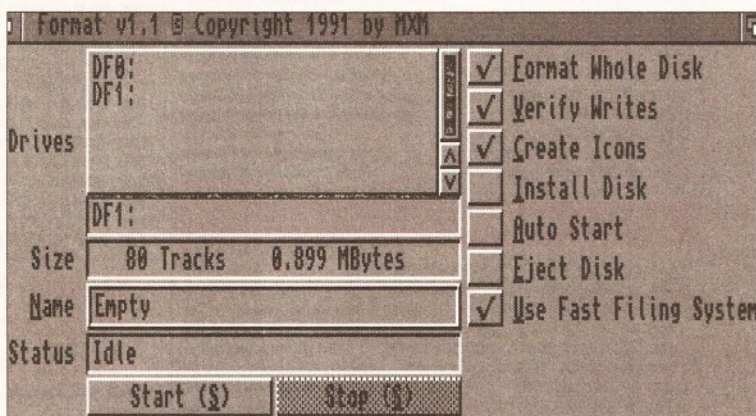 Format v1.1 © Copyright 1991 by MXM
Drives
DF0:
DF1:
DF1:
Size
80 Tracks 0.899 MBytes
Name
Empty
Status
Idle
Start (S)
Stop (S)
✓ Format Whole Disk
✓ Verify Writes
✓ Create Icons
Install Disk
Auto Start
Eject Disk
✓ Use Fast Filing System